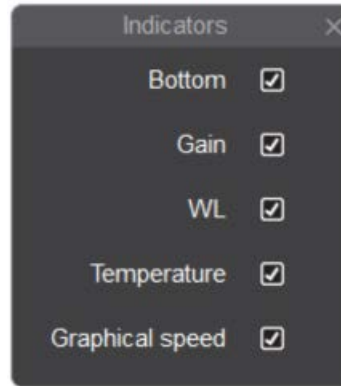 Indicators
Bottom
Gain
WL
Temperature
Graphical speed